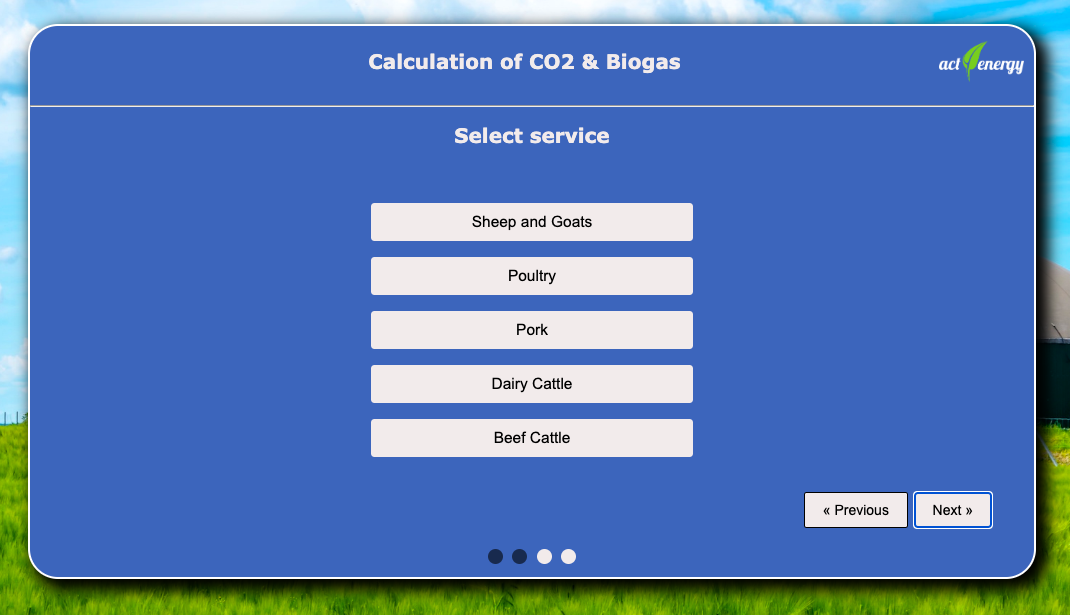 Calculation of CO2 & Biogas
act energy
Select service
Sheep and Goats
Poultry
Pork
Dairy Cattle
Beef Cattle
« Previous
Next »